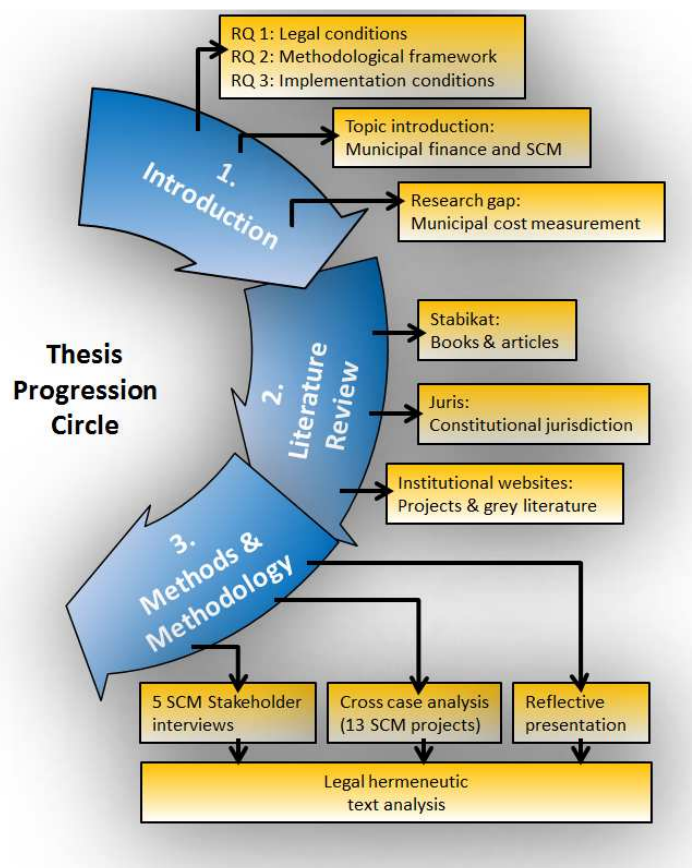 RQ 1: Legal conditions
RQ 2: Methodological framework
RQ 3: Implementation conditions
Topic introduction:
Municipal finance and SCM
1.
Introduction
Research gap:
Municipal cost measurement
Thesis
Progression
Circle
2.
Literature
Review
Stabikat:
Books & articles
Juris:
Constitutional jurisdiction
Institutional websites:
Projects & grey literature
3.
Methods &
Methodology
5 SCM Stakeholder
interviews
Cross case analysis
(13 SCM projects)
Reflective
presentation
Legal hermeneutic
text analysis